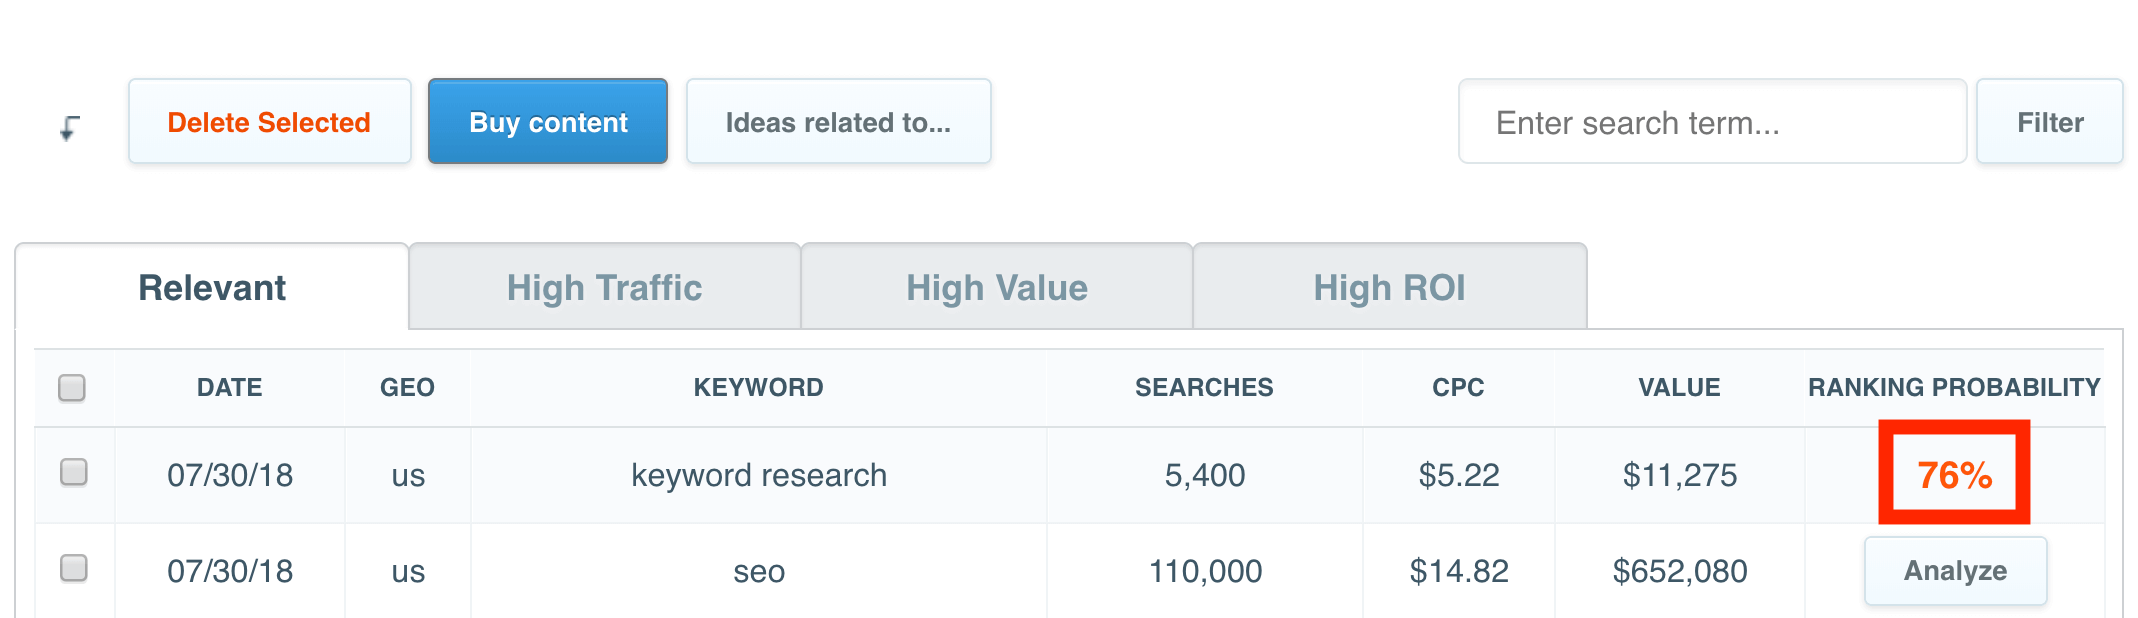 Delete Selected Buy content Ideas related to... Enter search term... Filter
Relevant High Traffic High Value High ROI
DATE GEO KEYWORD SEARCHES CPC VALUE RANKING PROBABILITY
07/30/18 us keyword research 5,400 $5.22 $11,275 76%
07/30/18 us seo 110,000 $14.82 $652,080 Analyze